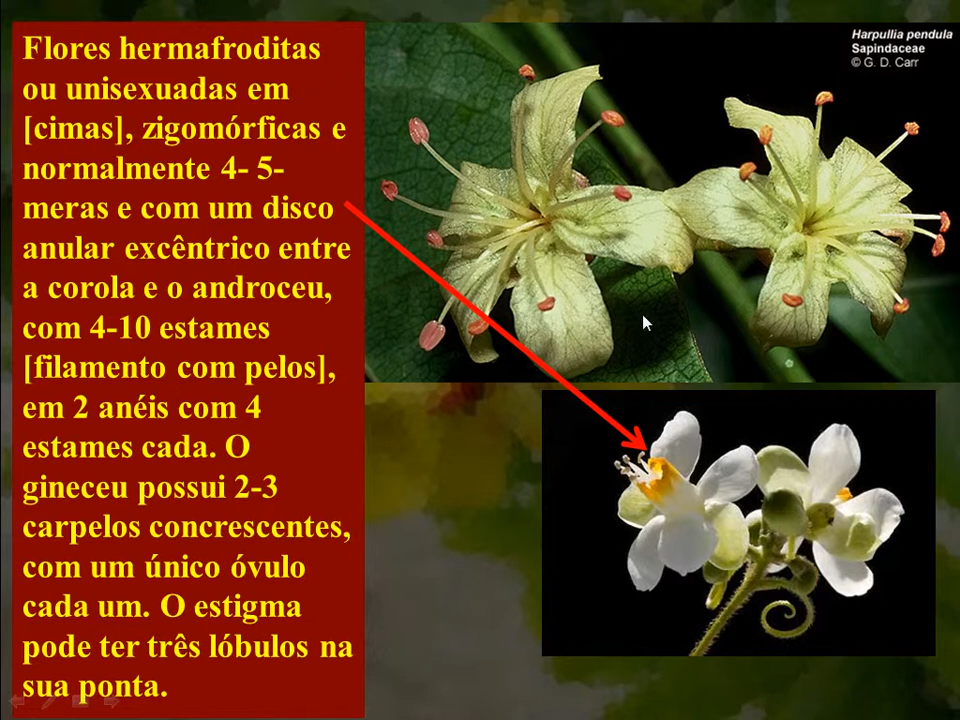 Flores hermafroditas
ou unisexuadas em
[cimas], zigomórficas e
normalmente 4- 5-
meras e com um disco
anular excêntrico entre
a corola e o androceu,
com 4-10 estames
[filamento com pelos],
em 2 anéis com 4
estames cada. O
gineceu possui 2-3
carpelos concrescentes,
com um único óvulo
cada um. O estigma
pode ter três lóbulos na
sua ponta.
Harpullia pendula
Sapindaceae
© G. D. Carr